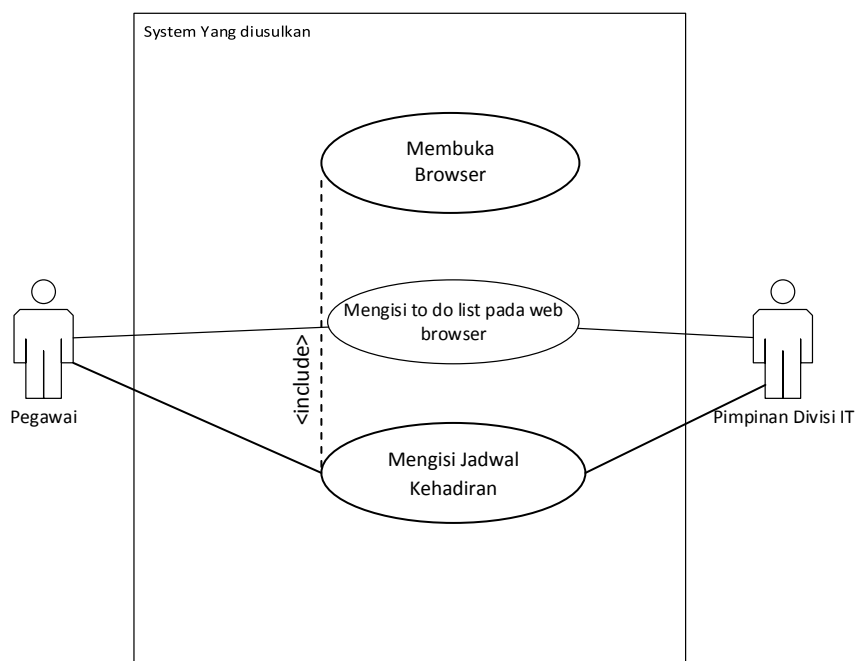 System Yang diusulkan
Membuka
Browser
Mengisi to do list pada web
browser
<include>
Pegawai
Pimpinan Divisi IT
Mengisi Jadwal
Kehadiran